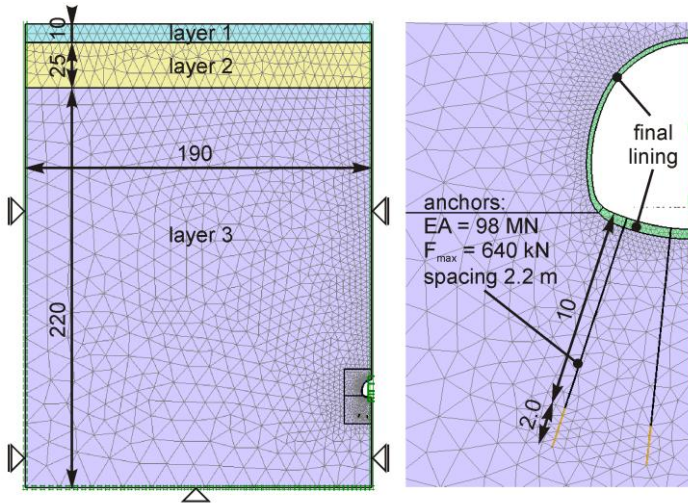 10
layer 1
25
layer 2
190
layer 3
220
final
lining
anchors:
EA = 98 MN
Fmax = 640 kN
spacing 2.2 m
10
2.0